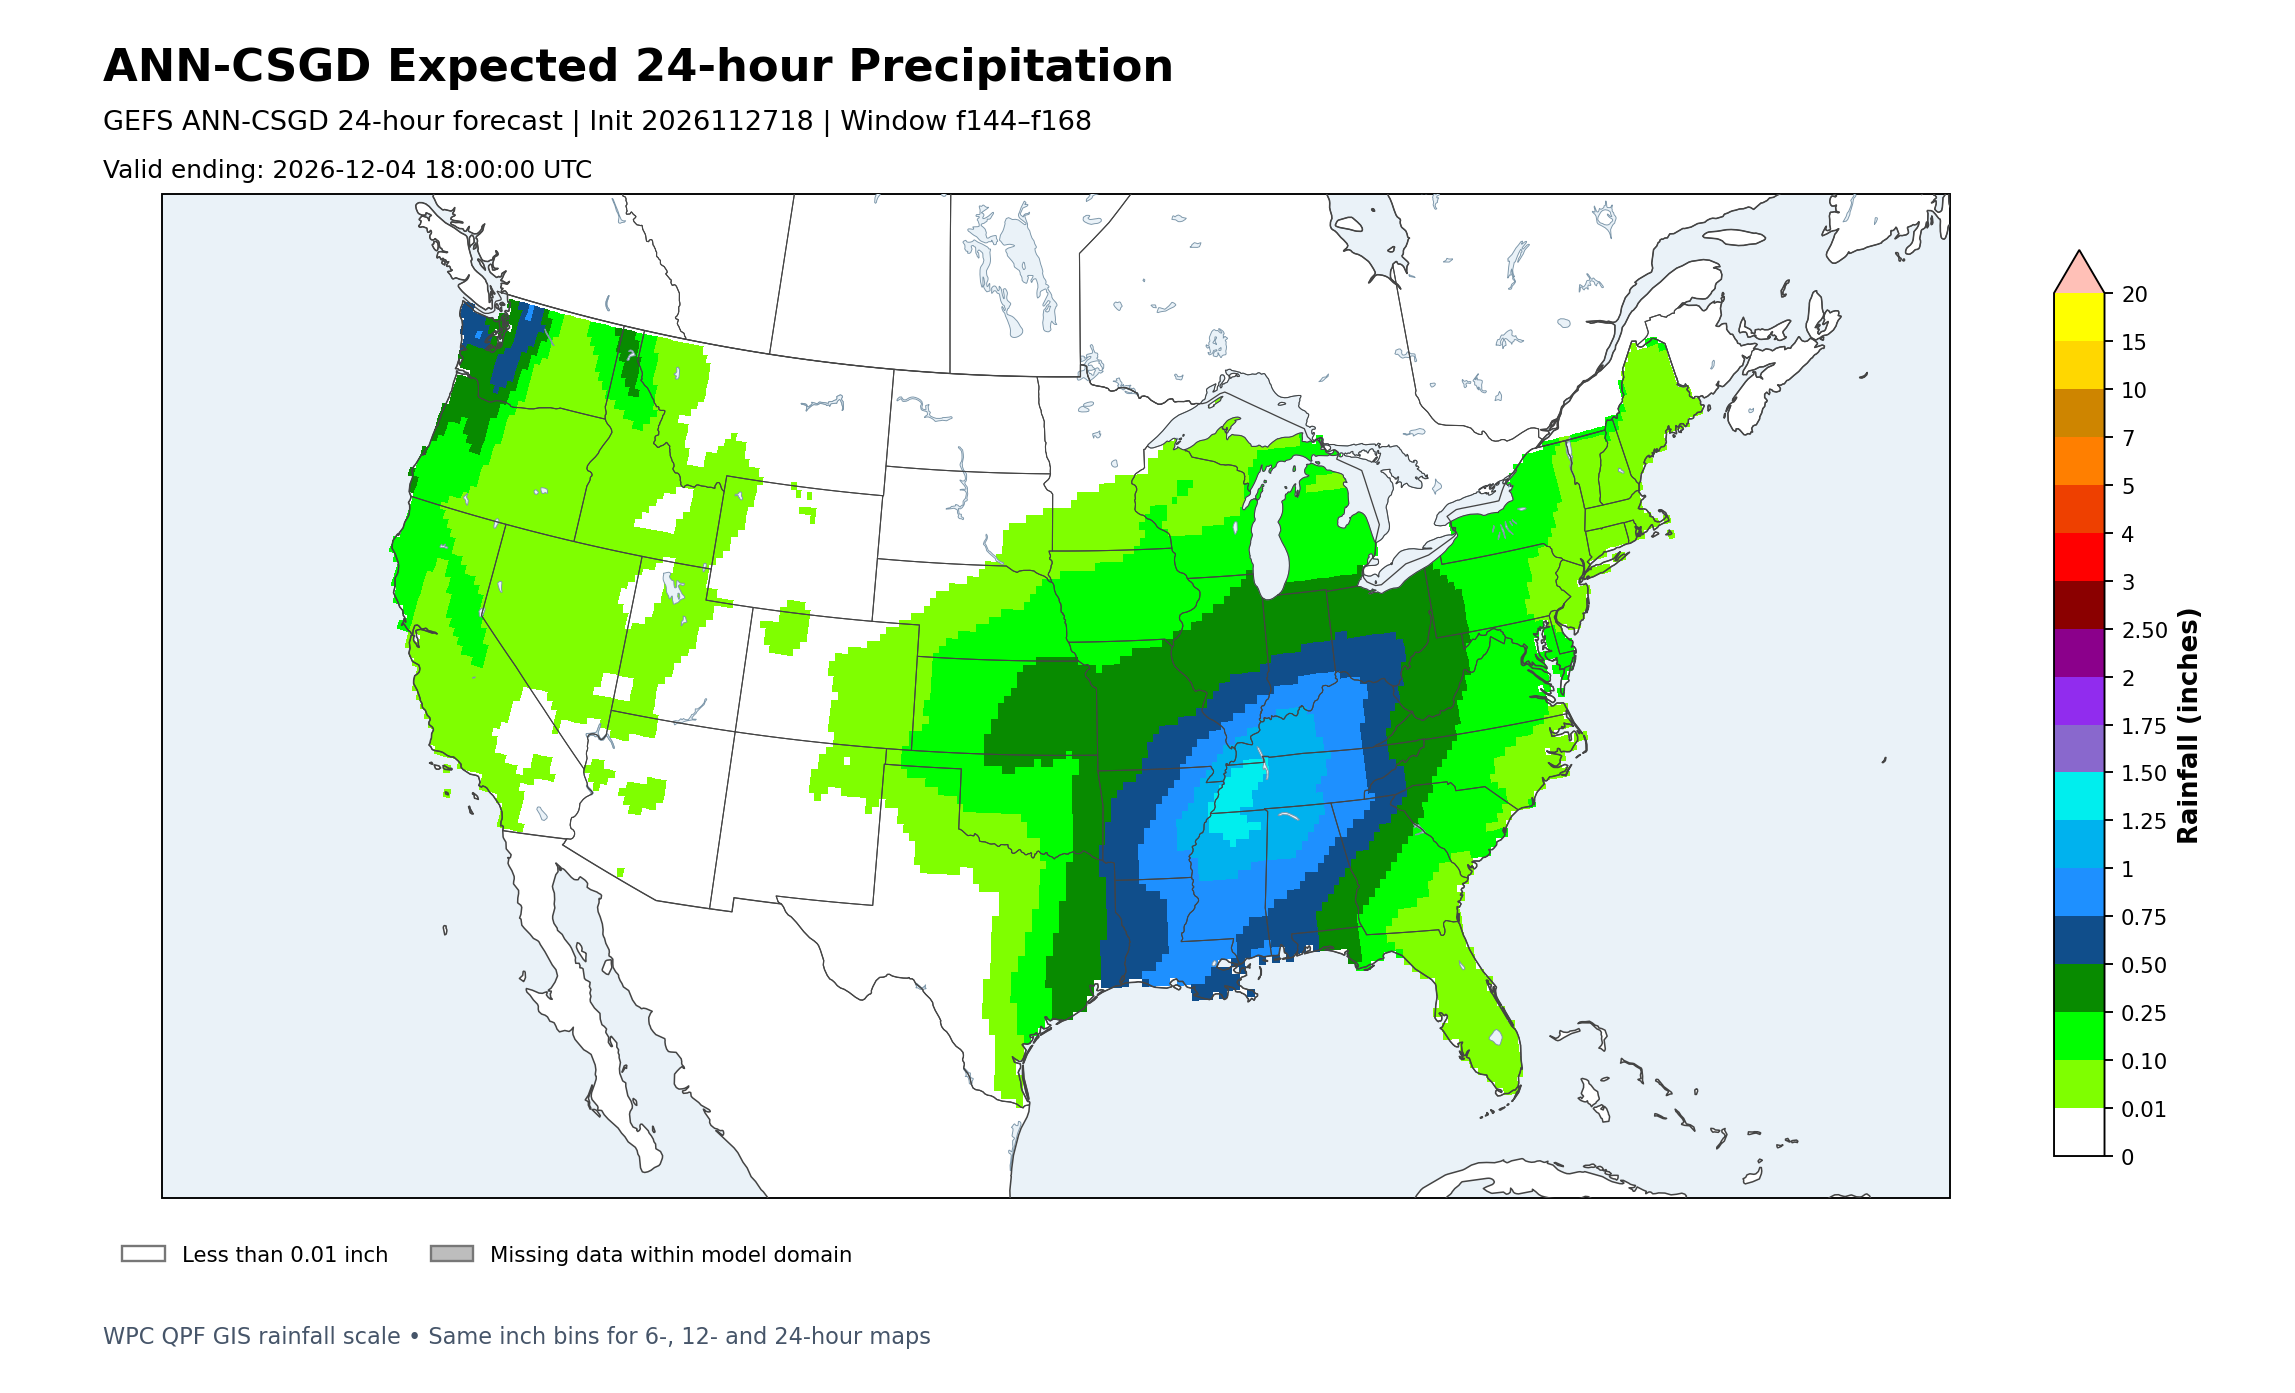 ANN-CSGD Expected 24-hour Precipitation
GEFS ANN-CSGD 24-hour forecast | Init 2026112718 | Window f144–f168
Valid ending: 2026-12-04 18:00:00 UTC
20
15
10
7
5
4
3
2.50
2
1.75
1.50
1.25
1
0.75
0.50
0.25
0.10
0.01
0
Rainfall (inches)
Less than 0.01 inch
Missing data within model domain
WPC QPF GIS rainfall scale • Same inch bins for 6-, 12- and 24-hour maps